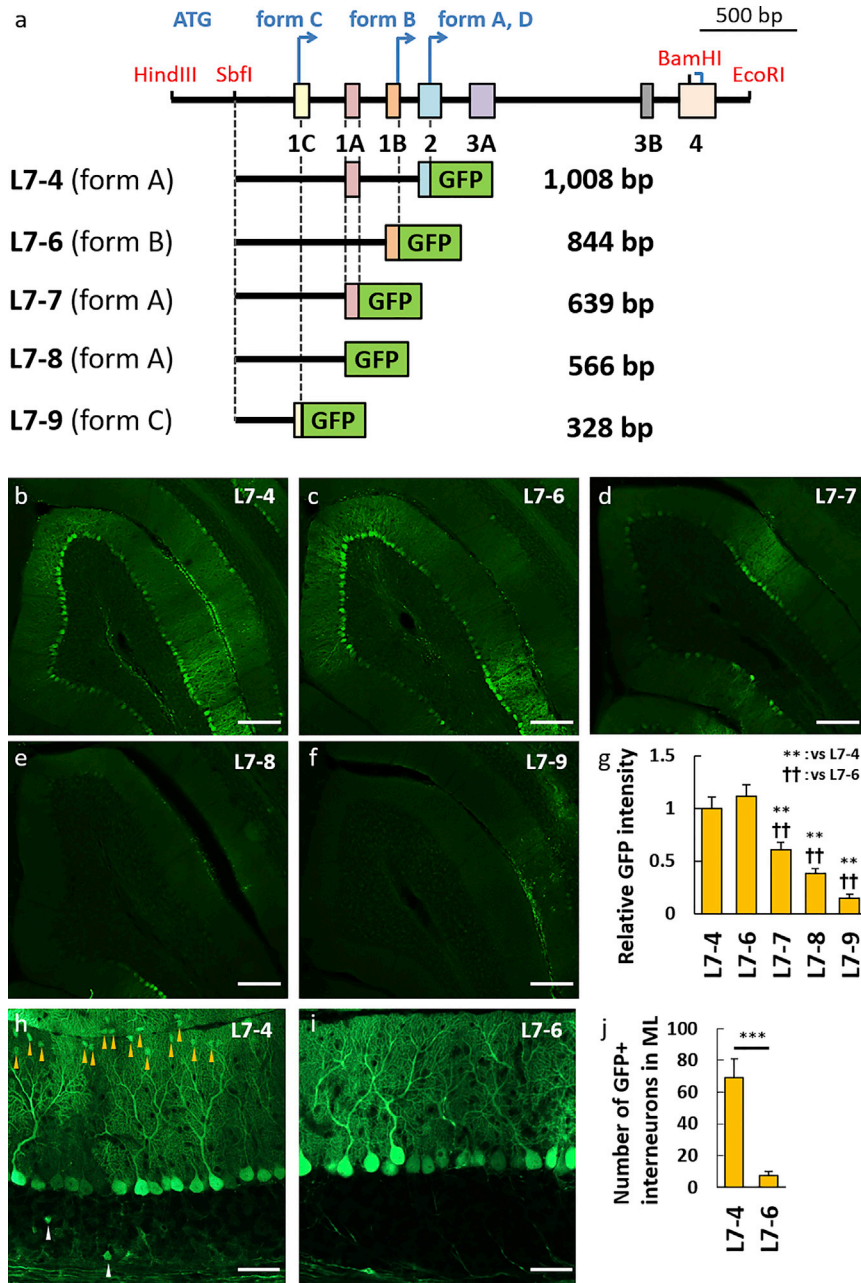 a
ATG form C form B form A, D 500 bp
HindIII SbfI BamHI EcoRI
1C 1A 1B 2 3A 3B 4
L7-4 (form A) GFP 1,008 bp
L7-6 (form B) GFP 844 bp
L7-7 (form A) GFP 639 bp
L7-8 (form A) GFP 566 bp
L7-9 (form C) GFP 328 bp
b L7-4
c L7-6
d L7-7
e L7-8
f L7-9
g
Relative GFP intensity
1.5
1
0.5
0
** : vs L7-4
†† : vs L7-6
**
††
**
††
**
††
L7-4 L7-6 L7-7 L7-8 L7-9
h L7-4
i L7-6
j
Number of GFP+
interneurons in ML
100
80
60
40
20
0
***
L7-4 L7-6